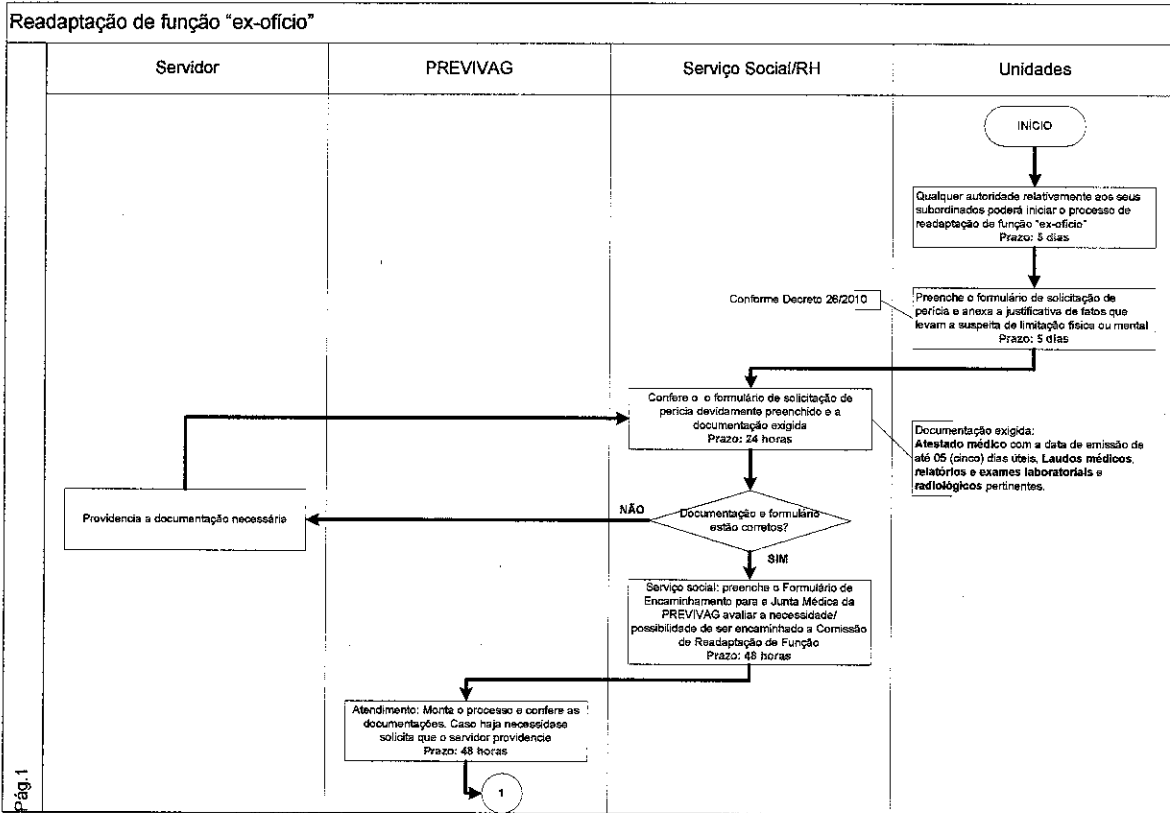 Readaptação de função “ex-ofício”
Servidor
PREVIVAG
Serviço Social/RH
Unidades
INÍCIO
Qualquer autoridade relativamente aos seus
subordinados poderá iniciar o processo de
readaptação de função “ex-ofício”
Prazo: 5 dias
Conforme Decreto 26/2010
Preenche o formulário de solicitação de
perícia e anexa a justificativa de fatos que
levam a suspeita de limitação física ou mental
Prazo: 5 dias
Confere o o formulário de solicitação de
perícia devidamente preenchido e a
documentação exigida
Prazo: 24 horas
Documentação exigida:
Atestado médico com a data de emissão de
até 05 (cinco) dias úteis, Laudos médicos,
relatórios e exames laboratoriais e
radiológicos pertinentes.
Providencia a documentação necessária
NÃO
Documentação e formulário
estão corretos?
SIM
Serviço social: preenche o Formulário de
Encaminhamento para a Junta Médica da
PREVIVAG avaliar a necessidade/
possibilidade de ser encaminhado a Comissão
de Readaptação de Função
Prazo: 48 horas
Atendimento: Monta o processo e confere as
documentações. Caso haja necessidase
solicita que o servidor providencie
Prazo: 48 horas
1
Pág.1